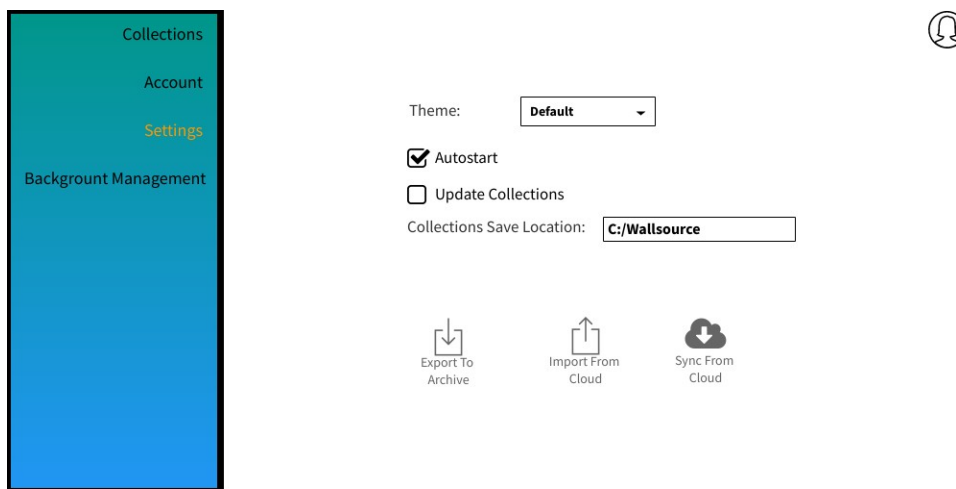 Collections
Account
Settings
Backgrount Management
Theme:
Default
Autostart
Update Collections
Collections Save Location:
C:/Wallsource
Export To
Archive
Import From
Cloud
Sync From
Cloud